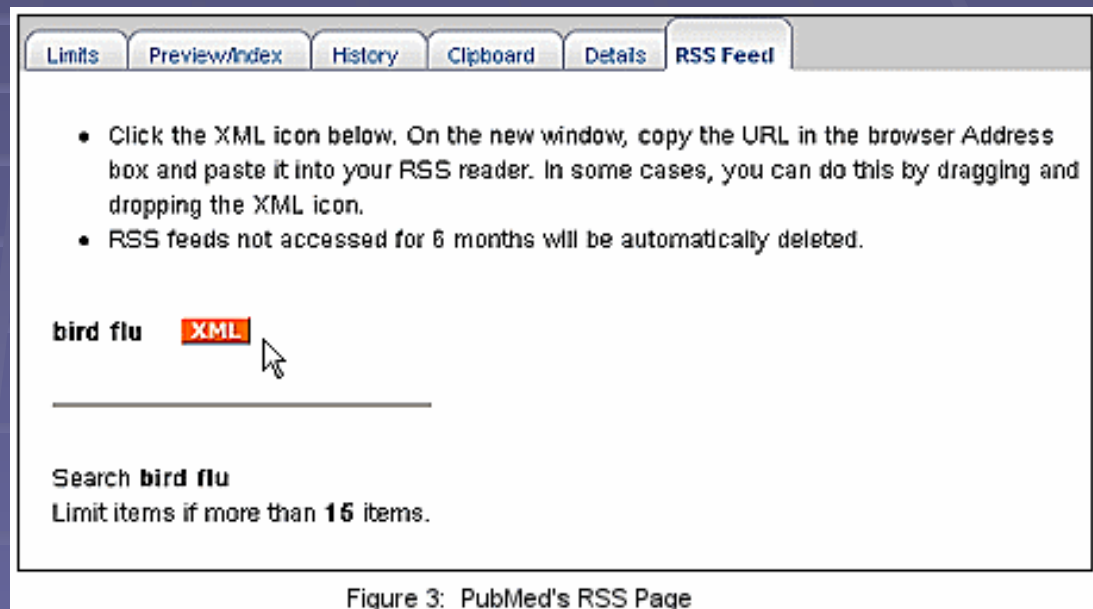 Limits Preview/Index History Clipboard Details RSS Feed
• Click the XML icon below. On the new window, copy the URL in the browser Address
box and paste it into your RSS reader. In some cases, you can do this by dragging and
dropping the XML icon.
• RSS feeds not accessed for 6 months will be automatically deleted.
bird flu XML
Search bird flu
Limit items if more than 15 items.
Figure 3: PubMed's RSS Page